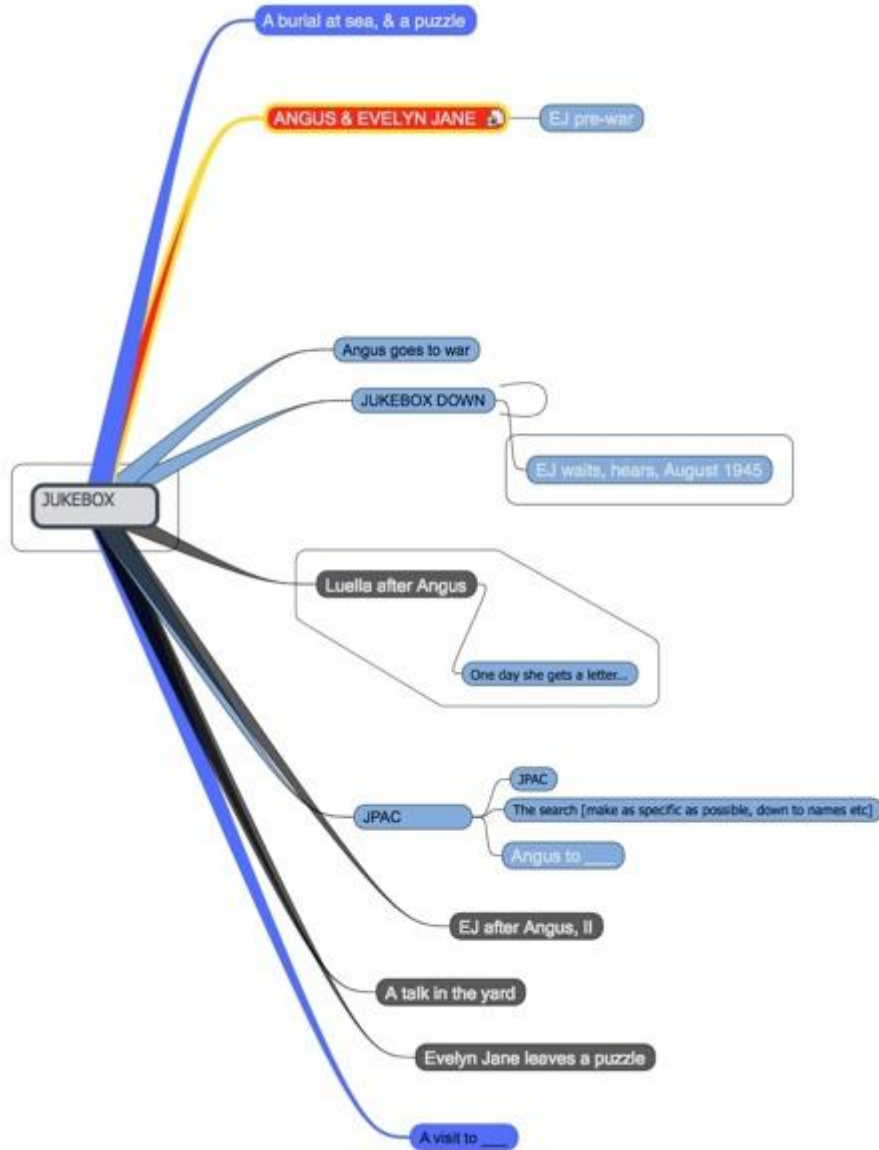 A burial at sea, & a puzzle
ANGUS & EVELYN JANE
EJ pre-war
Angus goes to war
JUKEBOX DOWN
EJ waits, hears, August 1945
JUKEBOX
Luella after Angus
One day she gets a letter...
JPAC
JPAC
The search [make as specific as possible, down to names etc]
Angus to ___
EJ after Angus, II
A talk in the yard
Evelyn Jane leaves a puzzle
A visit to ___